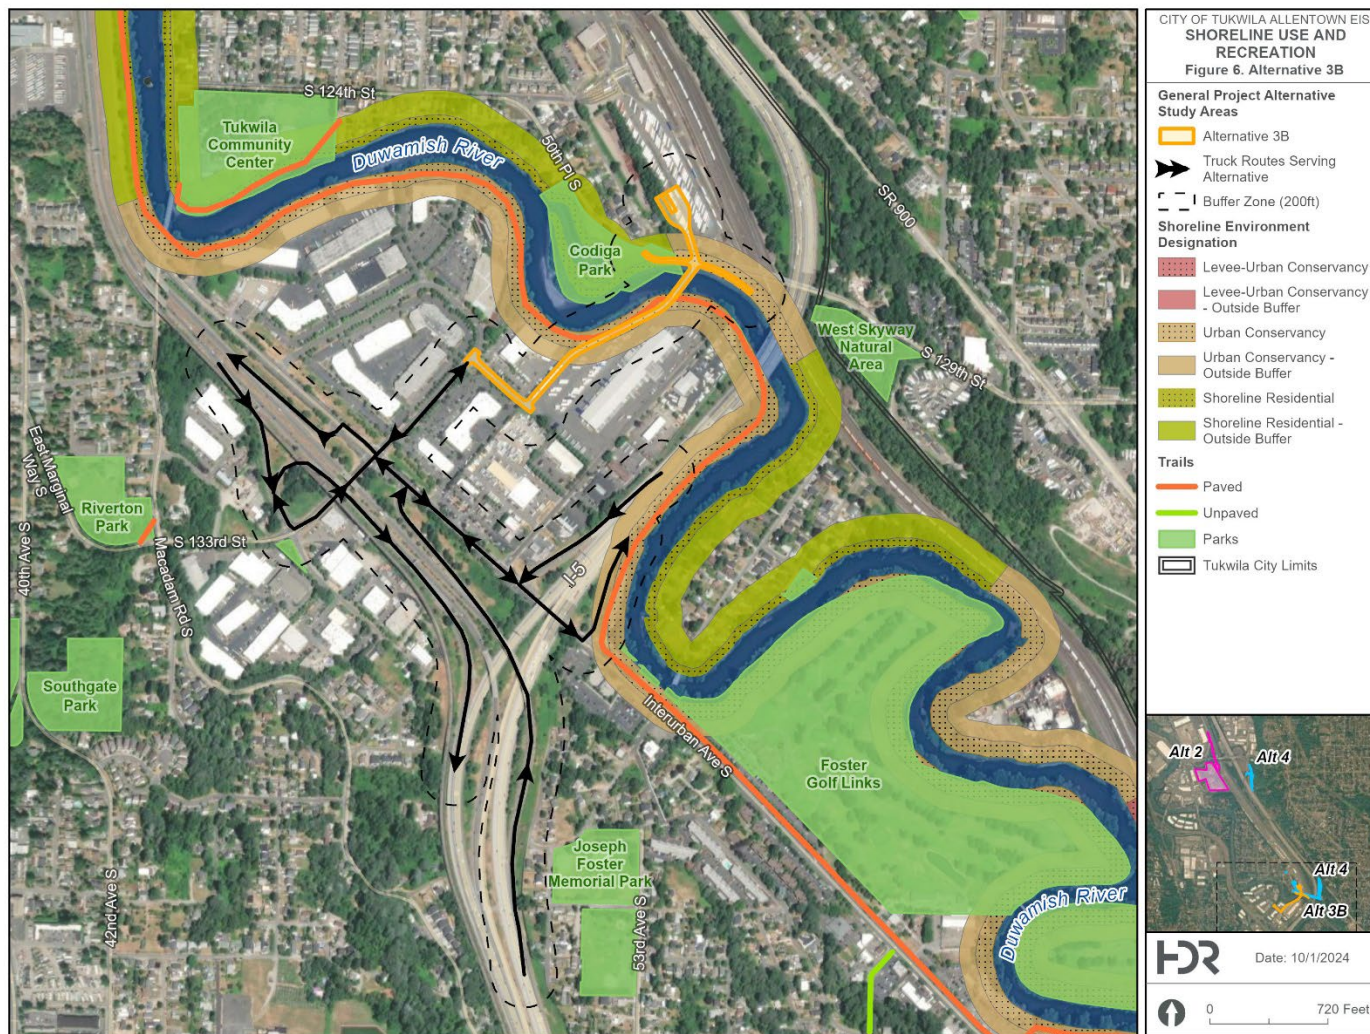 S 124th St
Tukwila
Community
Center
Duwamish River
50th Pl S
Codiga
Park
SR 900
West Skyway
Natural
Area
S 129th St
East Marginal
Way S
Riverton
Park
S 133rd St
Macadam Rd S
40th Ave S
I-5
Southgate
Park
Interurban Ave S
Foster
Golf Links
Joseph
Foster
Memorial Park
42nd Ave S
53rd Ave S
Duwamish River
CITY OF TUKWILA ALLENTOWN EIS
SHORELINE USE AND
RECREATION
Figure 6. Alternative 3B
General Project Alternative
Study Areas
Alternative 3B
Truck Routes Serving
Alternative
Buffer Zone (200ft)
Shoreline Environment
Designation
Levee-Urban Conservancy
Levee-Urban Conservancy
- Outside Buffer
Urban Conservancy
Urban Conservancy -
Outside Buffer
Shoreline Residential
Shoreline Residential -
Outside Buffer
Trails
Paved
Unpaved
Parks
Tukwila City Limits
Alt 2
Alt 4
Alt 4
Alt 3B
HDR
Date: 10/1/2024
0 720 Feet